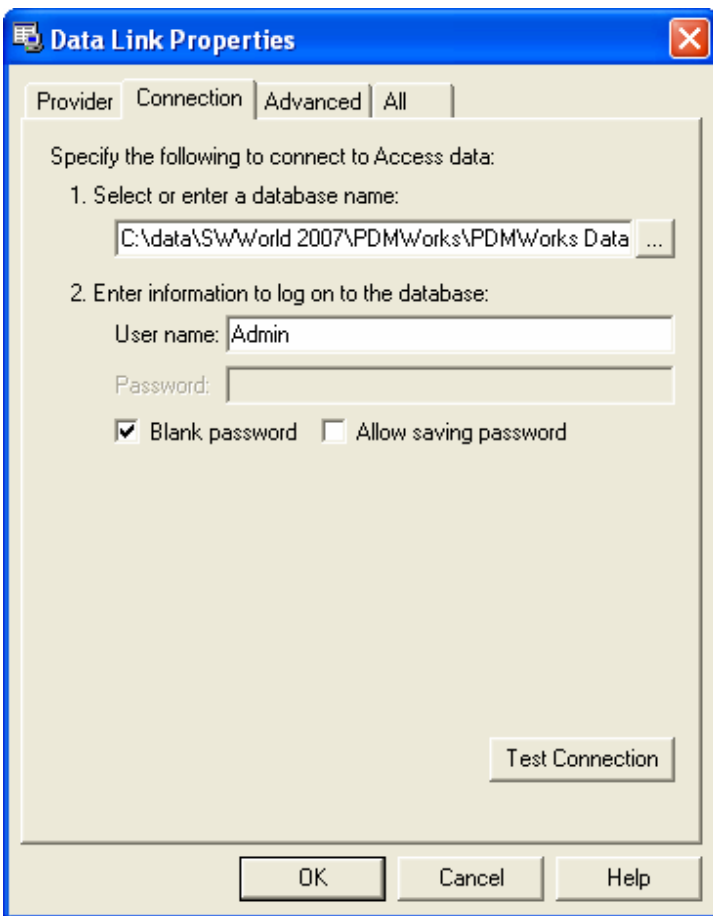 Data Link Properties
Provider Connection Advanced All
Specify the following to connect to Access data:
1. Select or enter a database name:
C:\data\SWWorld 2007\PDMWorks\PDMWorks Data ...
2. Enter information to log on to the database:
User name: Admin
Password:
Blank password Allow saving password
Test Connection
OK Cancel Help